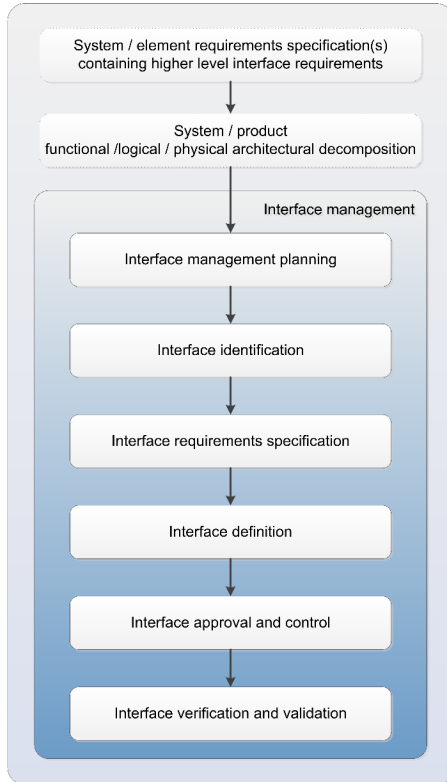 System / element requirements specification(s)
containing higher level interface requirements
System / product
functional /logical / physical architectural decomposition
Interface management
Interface management planning
Interface identification
Interface requirements specification
Interface definition
Interface approval and control
Interface verification and validation